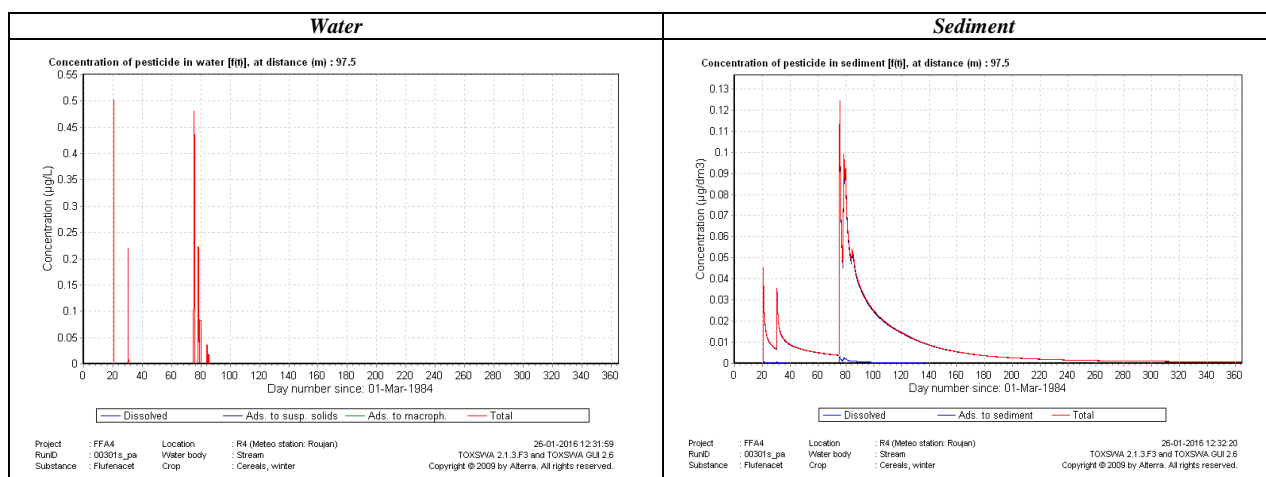 Water
Sediment
Concentration of pesticide in water [f(t)], at distance (m) : 97.5
0.55
0.5
0.45
0.4
0.35
0.3
0.25
0.2
0.15
0.1
0.05
0
Concentration (µg/L)
0 20 40 60 80 100 120 140 160 180 200 220 240 260 280 300 320 340 360
Day number since: 01-Mar-1984
Dissolved Ads. to susp. solids Ads. to macroph. Total
Project : FFA4 Location : R4 (Meteo station: Roujan) 26-01-2016 12:31:59
RunID : 00301s_pa Water body : Stream TOXSWA 2.1.3.F3 and TOXSWA GUI 2.6
Substance : Flufenacet Crop : Cereals, winter Copyright © 2009 by Alterra. All rights reserved.
Concentration of pesticide in sediment [f(t)], at distance (m) : 97.5
0.13
0.12
0.11
0.1
0.09
0.08
0.07
0.06
0.05
0.04
0.03
0.02
0.01
0
Concentration (µg/dm3)
0 20 40 60 80 100 120 140 160 180 200 220 240 260 280 300 320 340 360
Day number since: 01-Mar-1984
Dissolved Ads. to sediment Total
Project : FFA4 Location : R4 (Meteo station: Roujan) 26-01-2016 12:32:20
RunID : 00301s_pa Water body : Stream TOXSWA 2.1.3.F3 and TOXSWA GUI 2.6
Substance : Flufenacet Crop : Cereals, winter Copyright © 2009 by Alterra. All rights reserved.